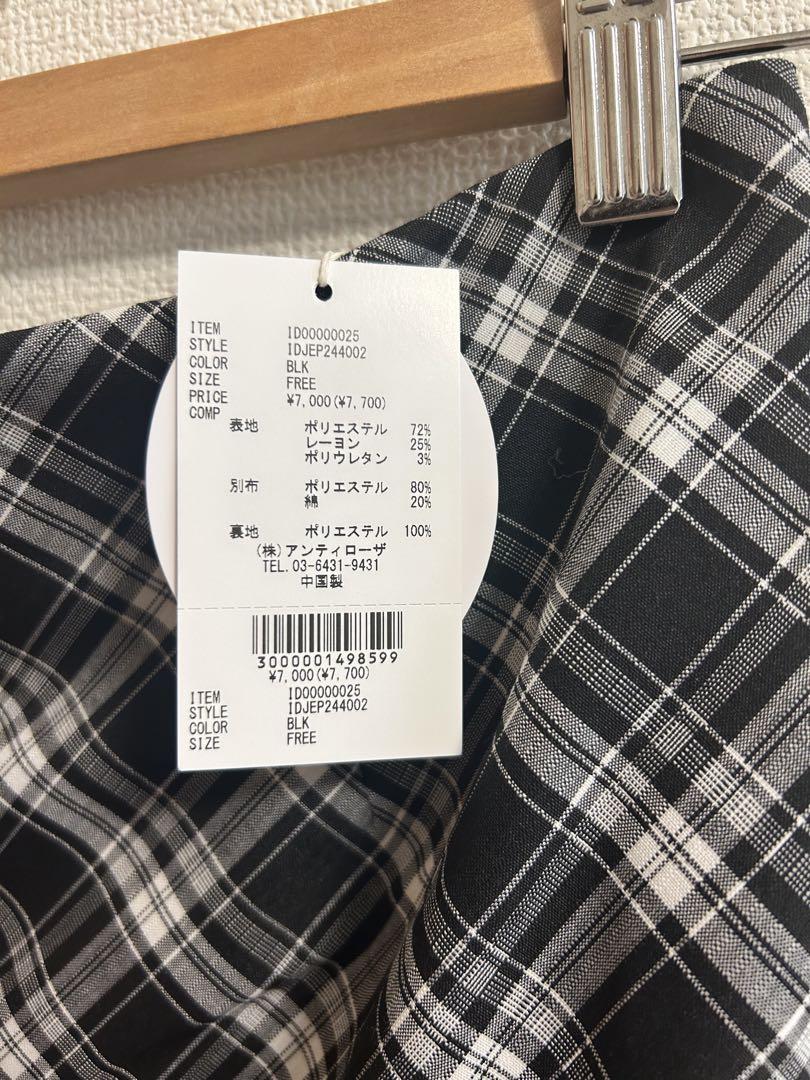 ITEM ID00000025
STYLE IDJEP244002
COLOR BLK
SIZE FREE
PRICE ¥7,000(¥7,700)
COMP
表地 ポリエステル 72%
レーヨン 25%
ポリウレタン 3%
別布 ポリエステル 80%
綿 20%
裏地 ポリエステル 100%
(株)アンティローザ
TEL.03-6431-9431
中国製
3000001498599
¥7,000(¥7,700)
ITEM ID00000025
STYLE IDJEP244002
COLOR BLK
SIZE FREE